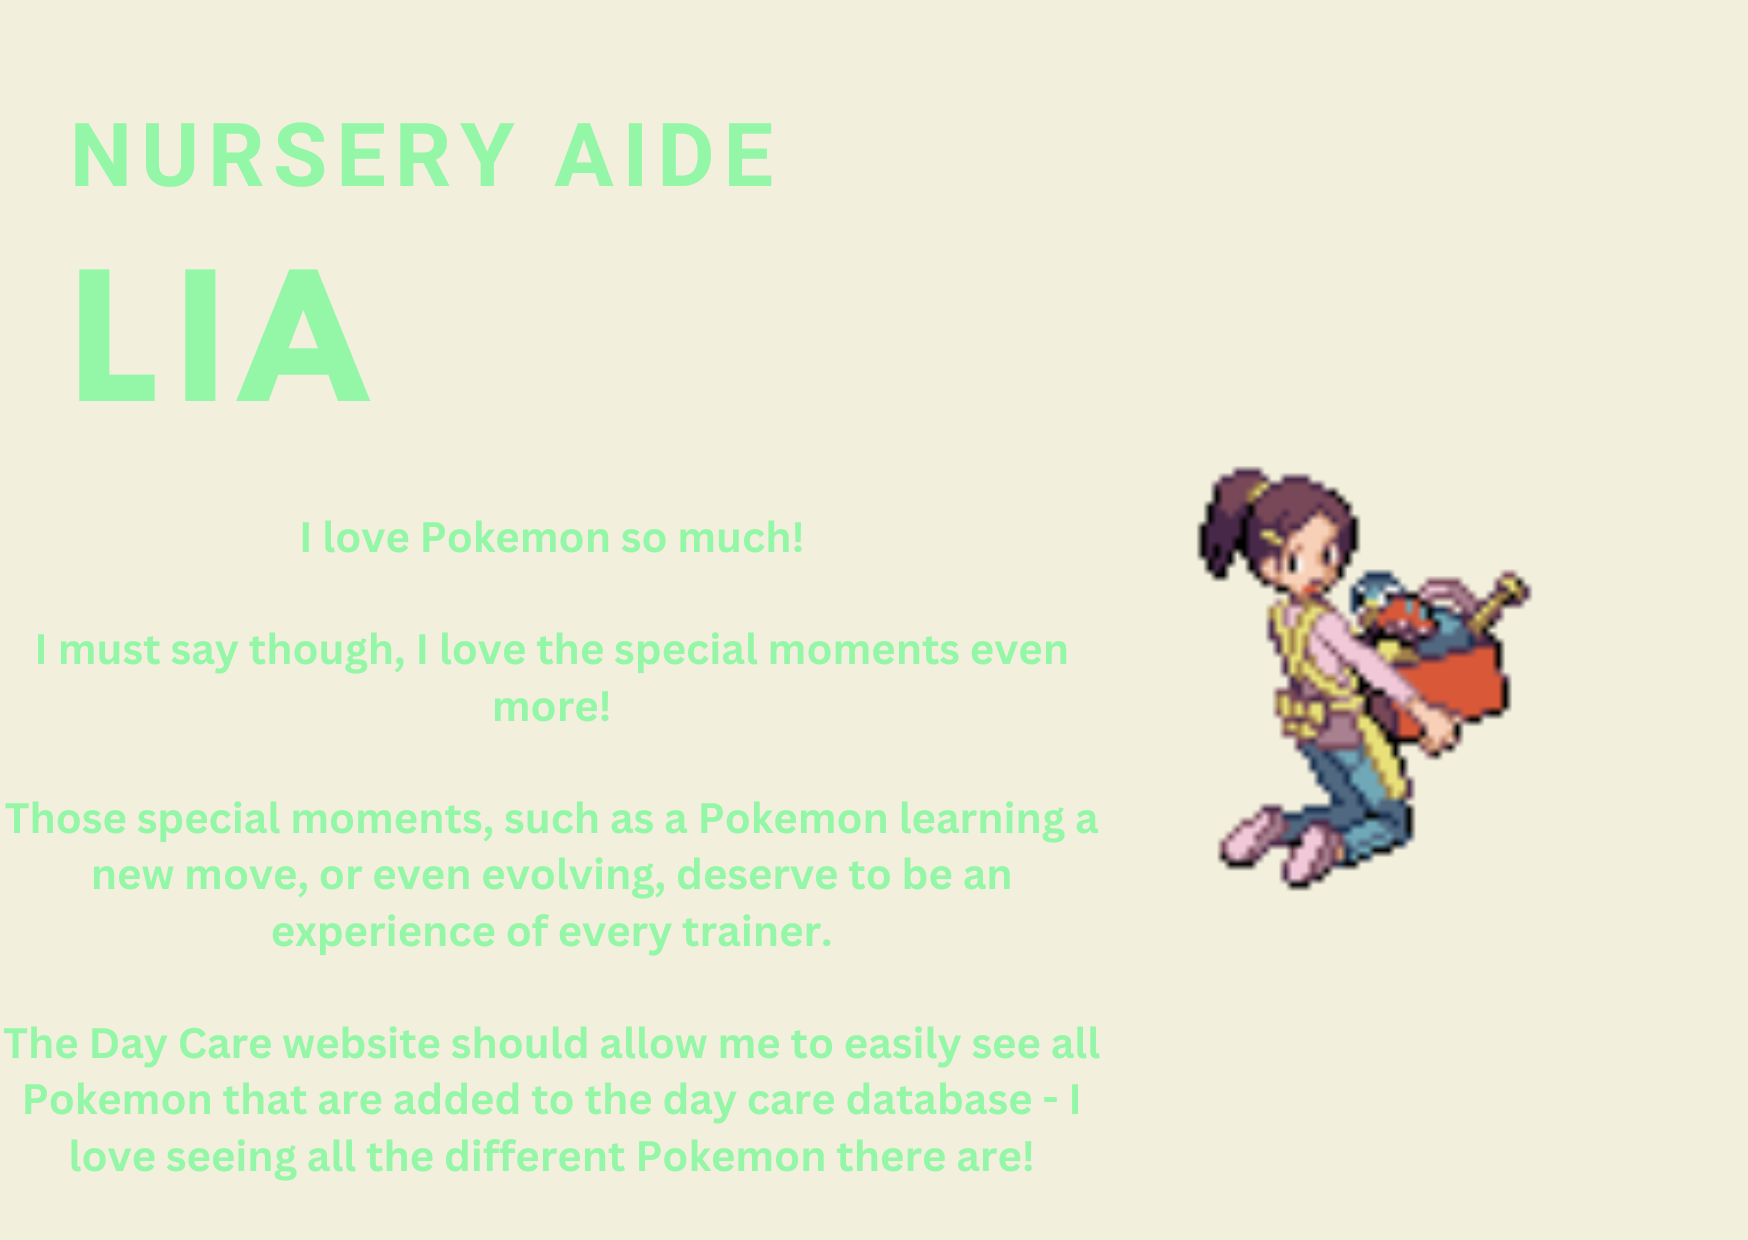 NURSERY AIDE
LIA
I love Pokemon so much!
I must say though, I love the special moments even
more!
Those special moments, such as a Pokemon learning a
new move, or even evolving, deserve to be an
experience of every trainer.
The Day Care website should allow me to easily see all
Pokemon that are added to the day care database - I
love seeing all the different Pokemon there are!